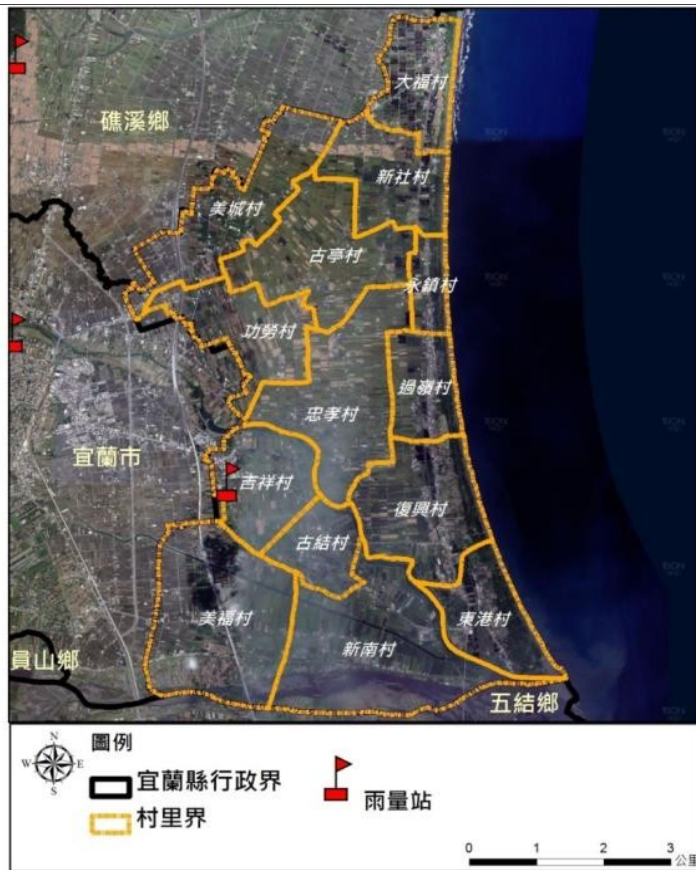 大福村
礁溪鄉
新社村
美城村
古亭村
永鎮村
功勞村
過嶺村
忠孝村
宜蘭市
吉祥村
復興村
古結村
美福村
東港村
新南村
員山鄉
五結鄉
圖例
N
W E
S
宜蘭縣行政界
雨量站
村里界
0 1 2 3
公里